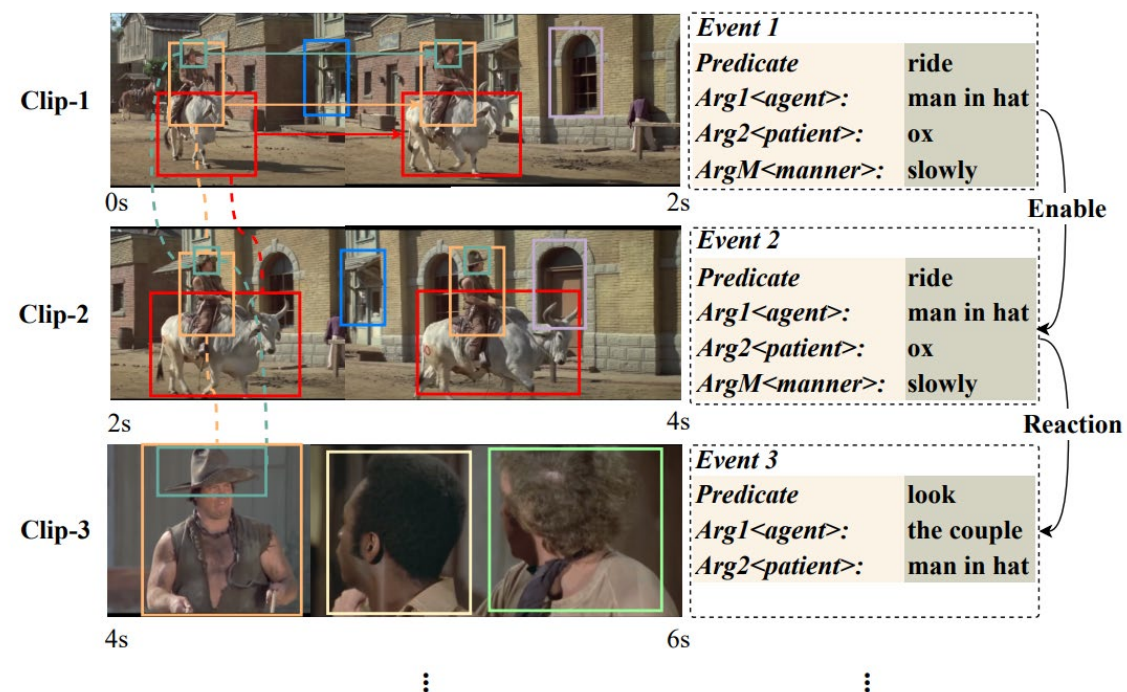 Clip-1
0s
2s
Event 1
Predicate ride
Arg1<agent>: man in hat
Arg2<patient>: ox
ArgM<manner>: slowly
Enable
Clip-2
2s
4s
Event 2
Predicate ride
Arg1<agent>: man in hat
Arg2<patient>: ox
ArgM<manner>: slowly
Reaction
Clip-3
4s
6s
Event 3
Predicate look
Arg1<agent>: the couple
Arg2<patient>: man in hat